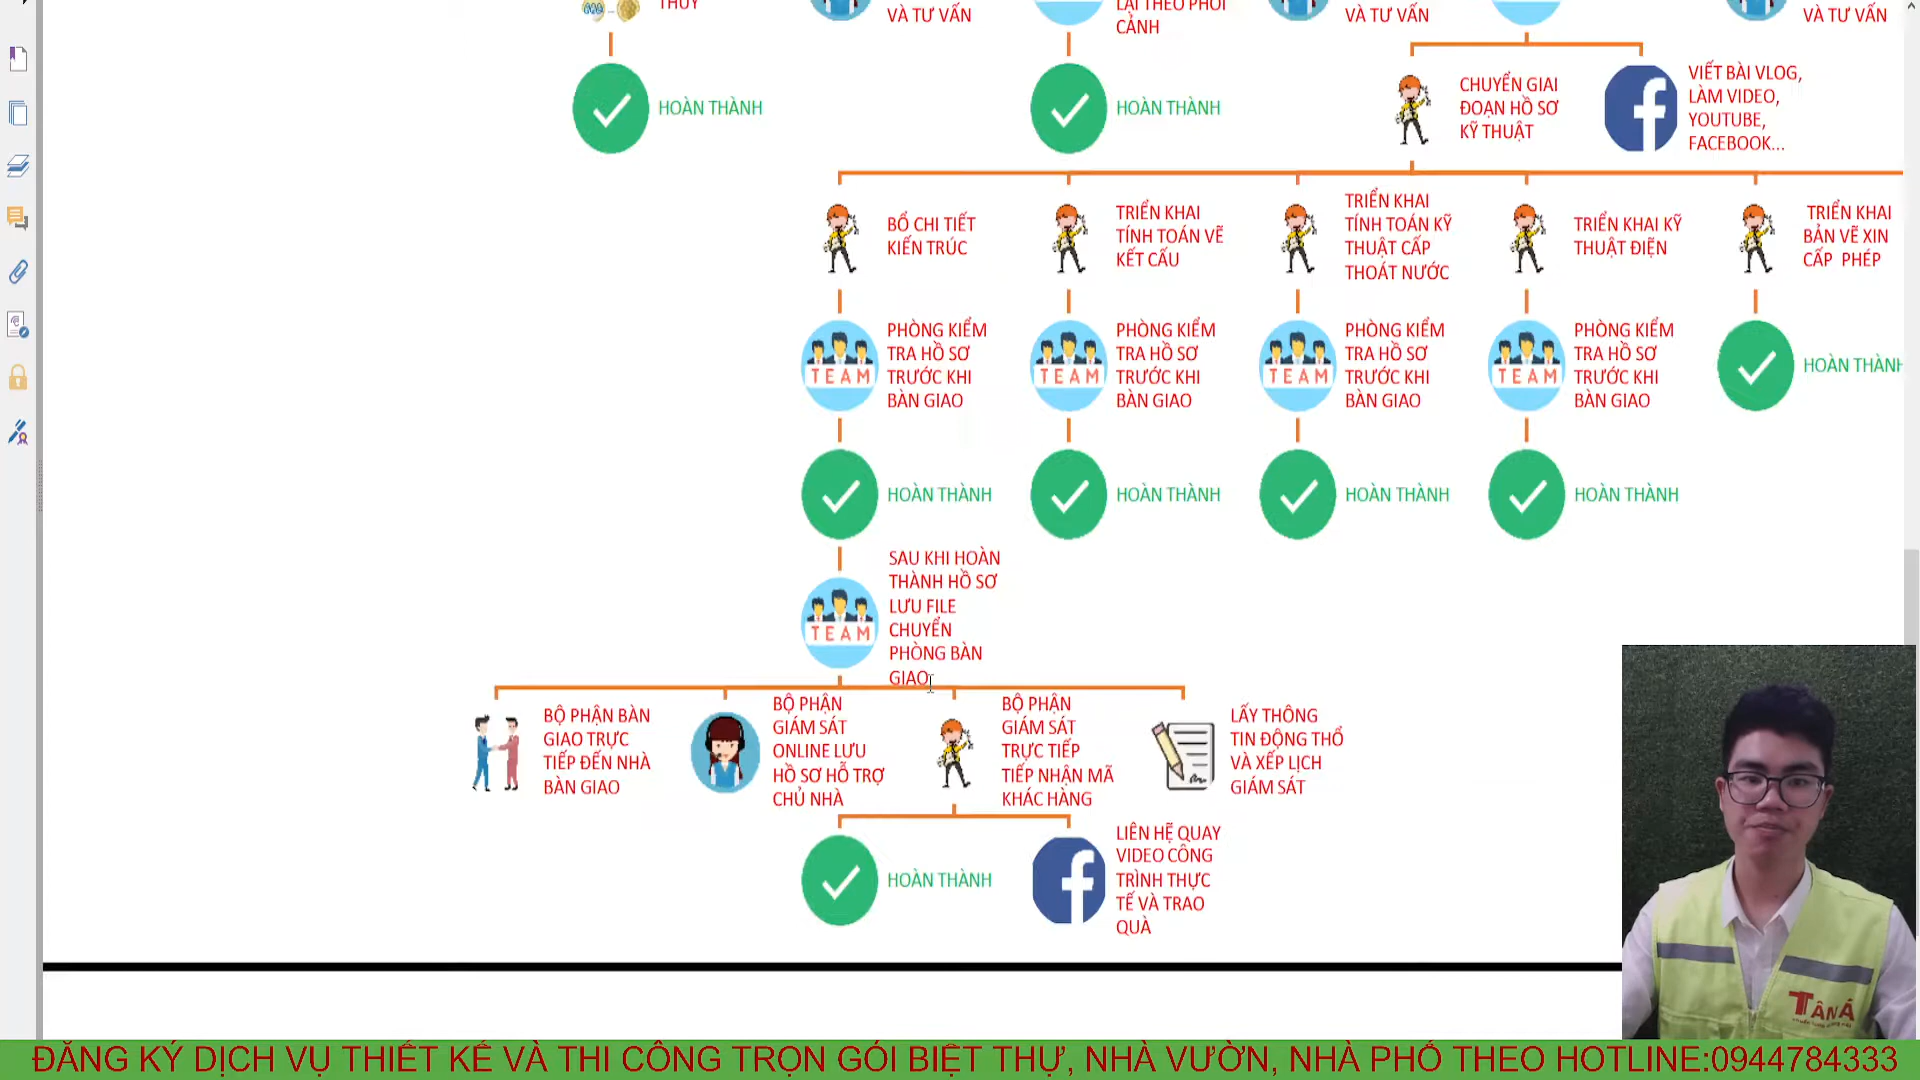 THỦY
VÀ TƯ VẤN
LẠI THEO PHỐI
CẢNH
VÀ TƯ VẤN
VÀ TƯ VẤN
HOÀN THÀNH
HOÀN THÀNH
CHUYỂN GIAI
ĐOẠN HỒ SƠ
KỸ THUẬT
VIẾT BÀI VLOG,
LÀM VIDEO,
YOUTUBE,
FACEBOOK...
BỔ CHI TIẾT
KIẾN TRÚC
TRIỂN KHAI
TÍNH TOÁN VẼ
KẾT CẤU
TRIỂN KHAI
TÍNH TOÁN KỸ
THUẬT CẤP
THOÁT NƯỚC
TRIỂN KHAI KỸ
THUẬT ĐIỆN
TRIỂN KHAI
BẢN VẼ XIN
CẤP PHÉP
TEAM
PHÒNG KIỂM
TRA HỒ SƠ
TRƯỚC KHI
BÀN GIAO
TEAM
PHÒNG KIỂM
TRA HỒ SƠ
TRƯỚC KHI
BÀN GIAO
TEAM
PHÒNG KIỂM
TRA HỒ SƠ
TRƯỚC KHI
BÀN GIAO
TEAM
PHÒNG KIỂM
TRA HỒ SƠ
TRƯỚC KHI
BÀN GIAO
HOÀN THÀNH
HOÀN THÀNH
HOÀN THÀNH
HOÀN THÀNH
HOÀN THÀNH
TEAM
SAU KHI HOÀN
THÀNH HỒ SƠ
LƯU FILE
CHUYỂN
PHÒNG BÀN
GIAO
BỘ PHẬN BÀN
GIAO TRỰC
TIẾP ĐẾN NHÀ
BÀN GIAO
BỘ PHẬN
GIÁM SÁT
ONLINE LƯU
HỒ SƠ HỖ TRỢ
CHỦ NHÀ
BỘ PHẬN
GIÁM SÁT
TRỰC TIẾP
TIẾP NHẬN MÃ
KHÁC HÀNG
LẤY THÔNG
TIN ĐỘNG THỔ
VÀ XẾP LỊCH
GIÁM SÁT
HOÀN THÀNH
LIÊN HỆ QUAY
VIDEO CÔNG
TRÌNH THỰC
TẾ VÀ TRAO
QUÀ
TÂN Á
ĐĂNG KÝ DỊCH VỤ THIẾT KẾ VÀ THI CÔNG TRỌN GÓI BIỆT THỰ, NHÀ VƯỜN, NHÀ PHỐ THEO HOTLINE:0944784333